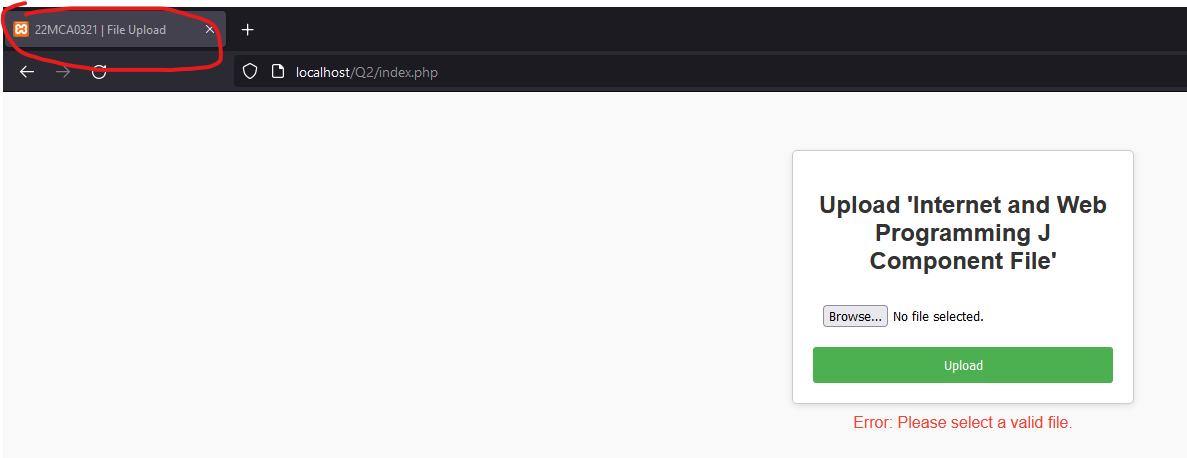 22MCA0321 | File Upload
localhost/Q2/index.php
Upload 'Internet and Web
Programming J
Component File'
Browse... No file selected.
Upload
Error: Please select a valid file.